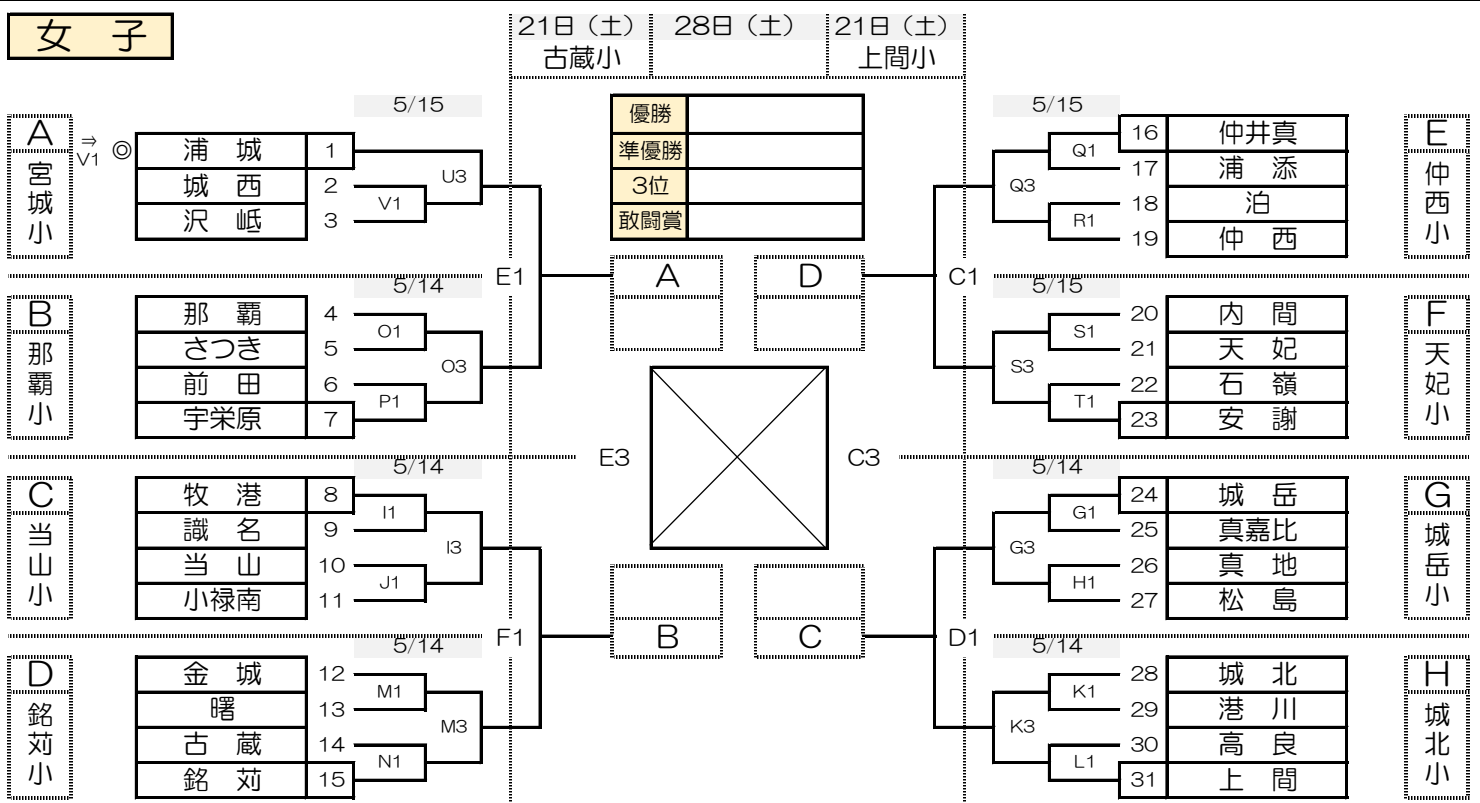 女 子
21日（土） 28日（土） 21日（土）
古蔵小 上間小
優勝
準優勝
3位
敢闘賞
5/15
A 宮城小
⇒ V1 ◎
浦 城 1
城 西 2
沢 岻 3
V1
U3
5/14
B 那覇小
那 覇 4
さつき 5
前 田 6
宇栄原 7
O1
P1
O3
E1
5/14
C 当山小
牧 港 8
識 名 9
当 山 10
小禄南 11
I1
J1
I3
5/14
D 銘苅小
金 城 12
曙 13
古 蔵 14
銘 苅 15
M1
N1
M3
F1
A D
E3 C3
B C
5/15
16 仲井真
17 浦 添
18 泊
19 仲 西
Q1
R1
Q3
E 仲西小
C1
5/15
20 内 間
21 天 妃
22 石 嶺
23 安 謝
S1
T1
S3
F 天妃小
5/14
24 城 岳
25 真嘉比
26 真 地
27 松 島
G1
H1
G3
G 城岳小
D1
5/14
28 城 北
29 港 川
30 高 良
31 上 間
K1
L1
K3
H 城北小